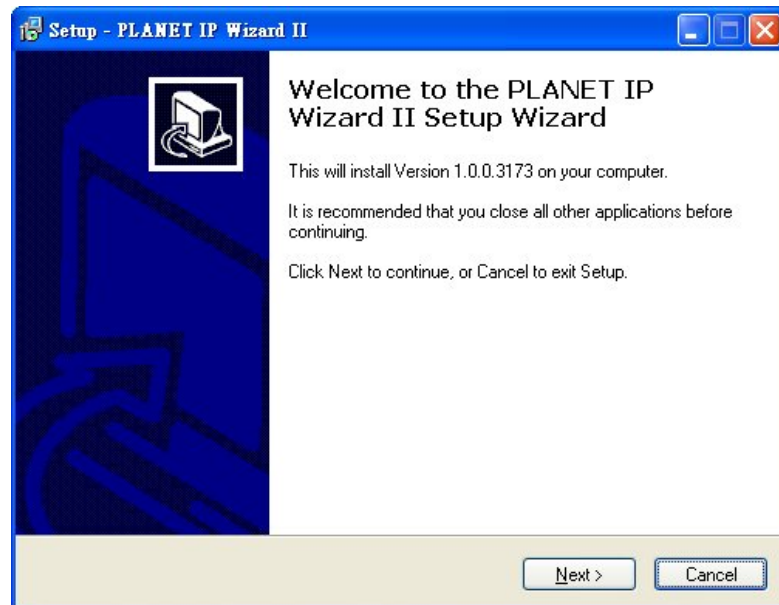 Setup - PLANET IP Wizard II
Welcome to the PLANET IP
Wizard II Setup Wizard
This will install Version 1.0.0.3173 on your computer.
It is recommended that you close all other applications before
continuing.
Click Next to continue, or Cancel to exit Setup.
Next >
Cancel